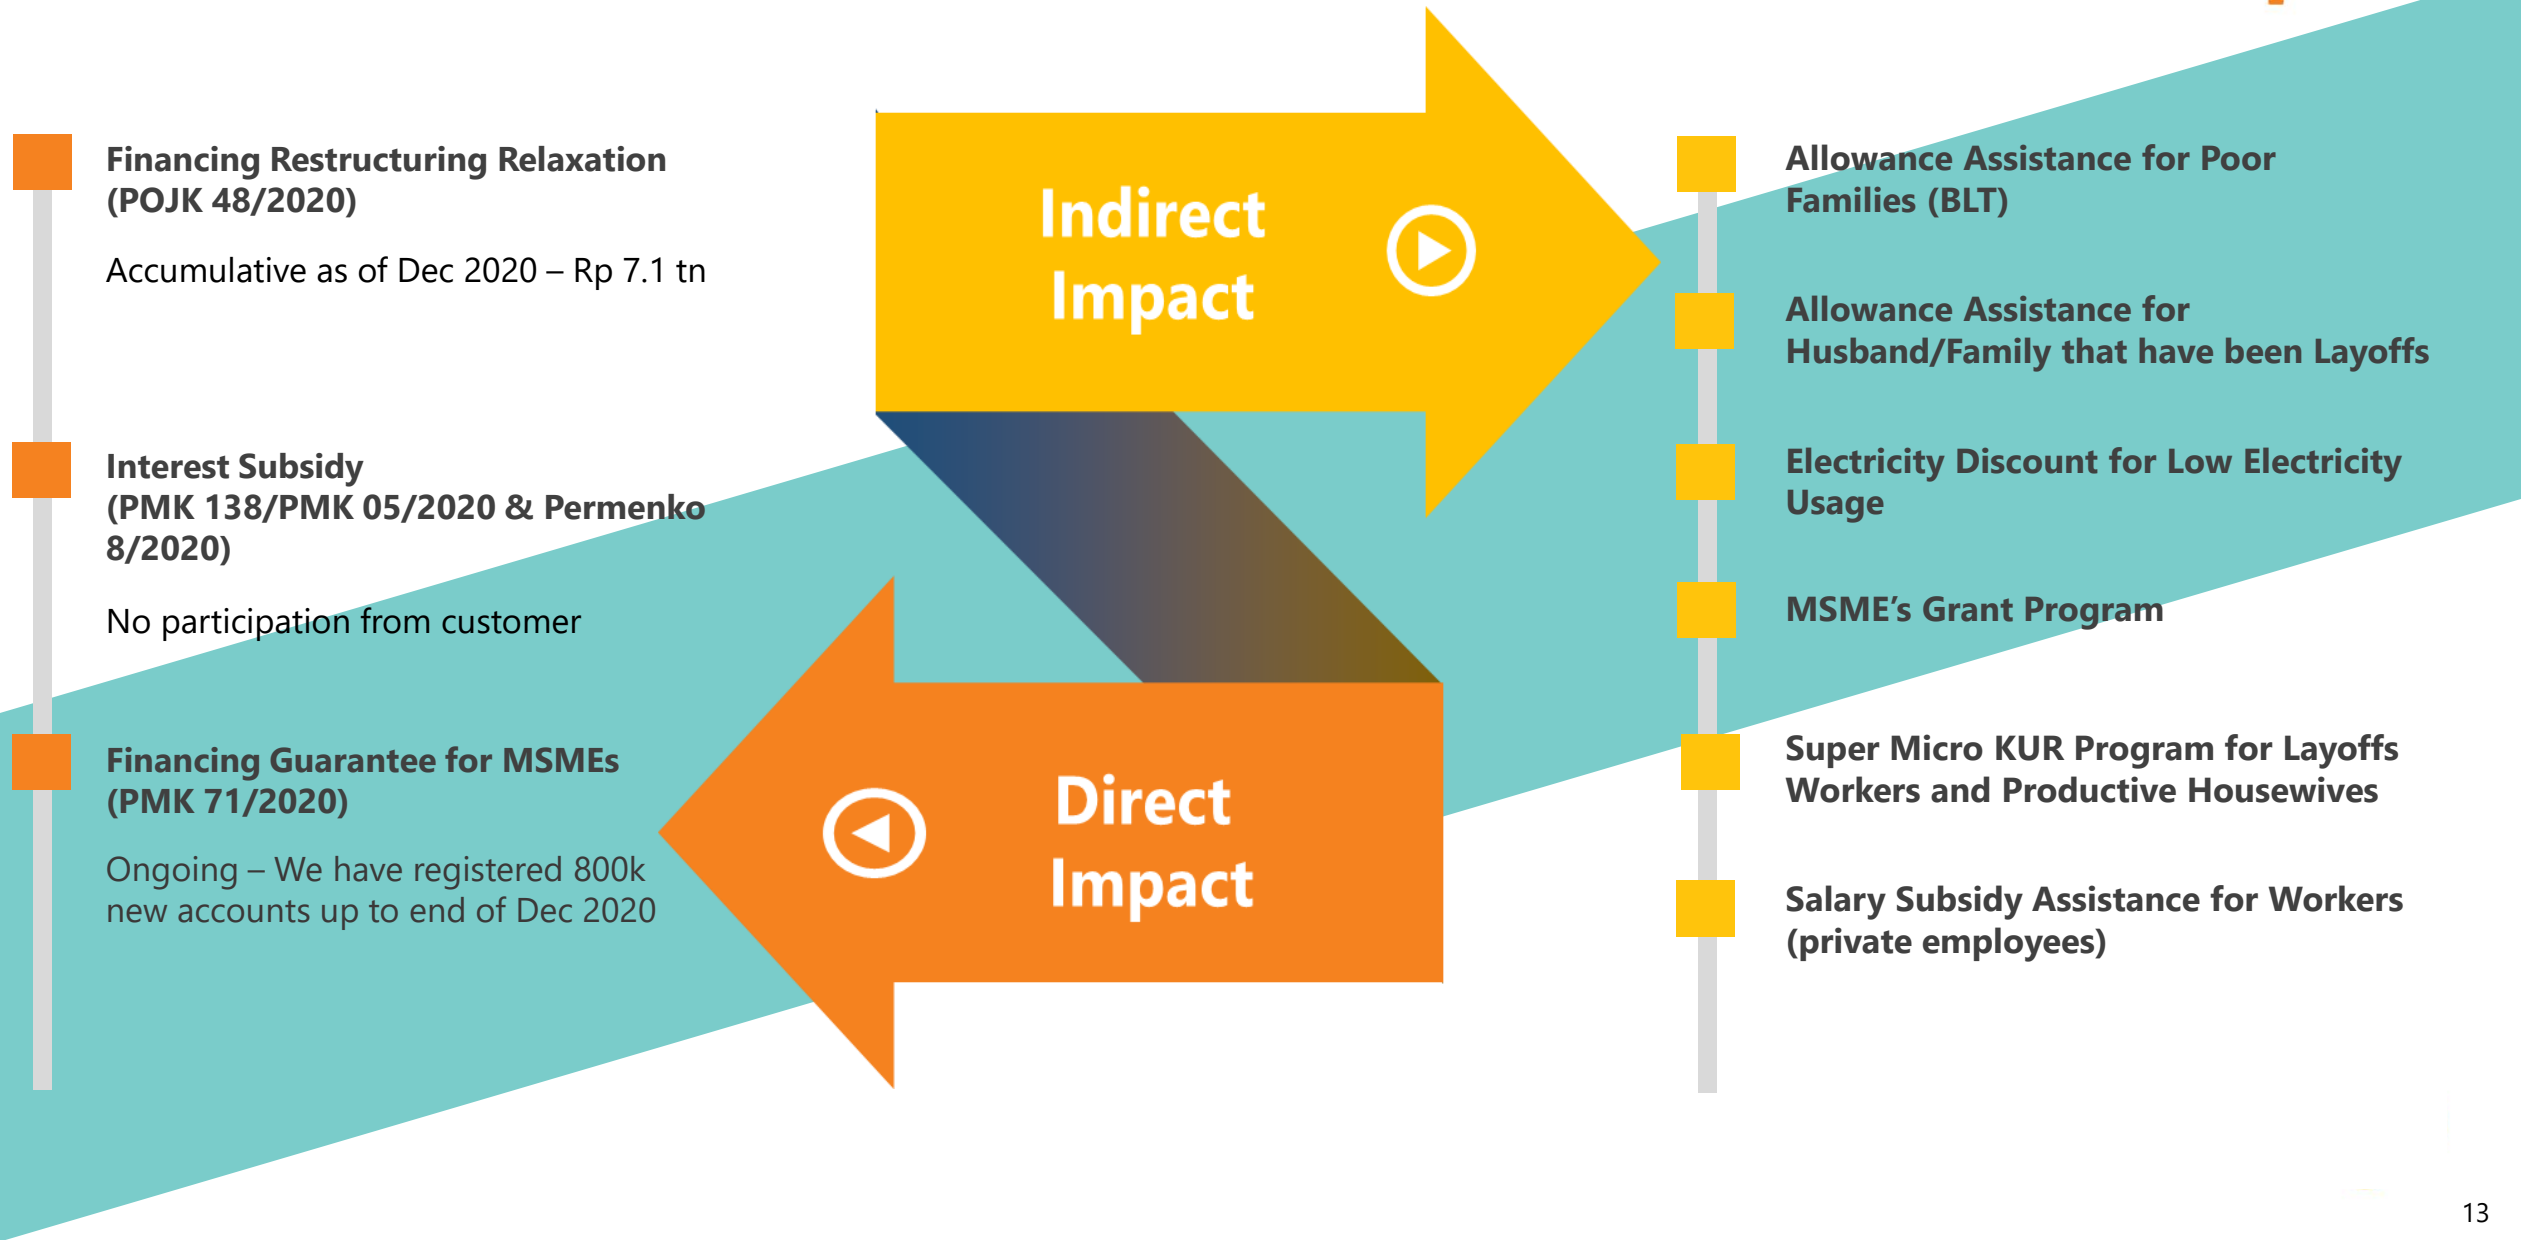 Financing Restructuring Relaxation
(POJK 48/2020)
Accumulative as of Dec 2020 – Rp 7.1 tn
Interest Subsidy
(PMK 138/PMK 05/2020 & Permenko
8/2020)
No participation from customer
Financing Guarantee for MSMEs
(PMK 71/2020)
Ongoing – We have registered 800k
new accounts up to end of Dec 2020
Indirect
Impact
Direct
Impact
Allowance Assistance for Poor
Families (BLT)
Allowance Assistance for
Husband/Family that have been Layoffs
Electricity Discount for Low Electricity
Usage
MSME’s Grant Program
Super Micro KUR Program for Layoffs
Workers and Productive Housewives
Salary Subsidy Assistance for Workers
(private employees)
13